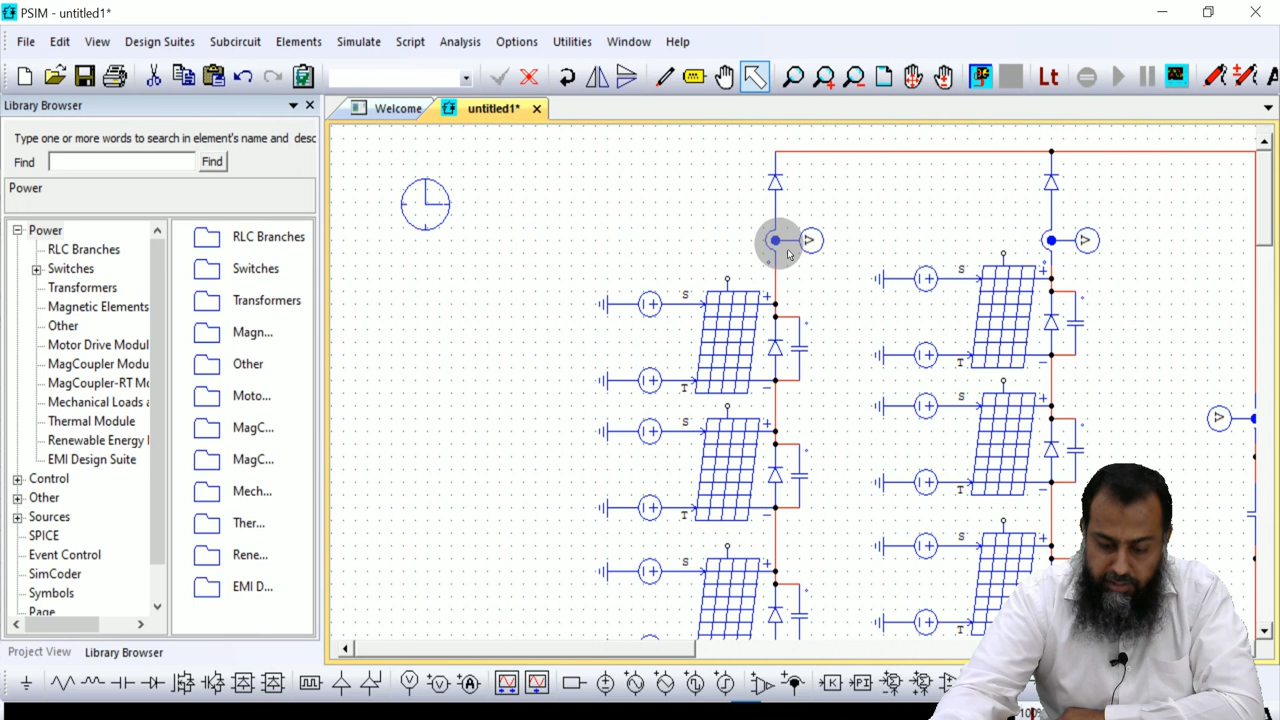 PSIM - untitled1*
File Edit View Design Suites Subcircuit Elements Simulate Script Analysis Options Utilities Window Help
Lt
Library Browser
Welcome
untitled1*
Type one or more words to search in element's name and desc
Find
Find
Power
Power
RLC Branches
Switches
Transformers
Magnetic Elements
Other
Motor Drive Modul
MagCoupler Modu
MagCoupler-RT Mo
Mechanical Loads a
Thermal Module
Renewable Energy
EMI Design Suite
Control
Other
Sources
SPICE
Event Control
SimCoder
Symbols
Page
RLC Branches
Switches
Transformers
Magn...
Other
Moto...
MagC...
MagC...
Mech...
Ther...
Rene...
EMI D...
S
T
S
T
S
S
T
S
T
S
T
Project View
Library Browser
V
V
A
K
PI
100%